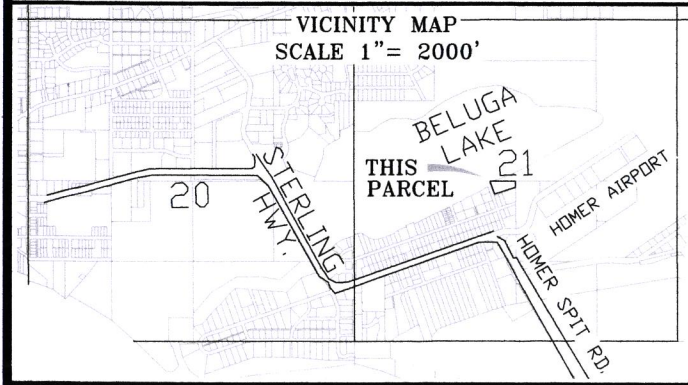 VICINITY MAP
SCALE 1"= 2000'
BELUGA
LAKE
THIS
PARCEL
21
20
STERLING
HWY.
HOMER AIRPORT
HOMER SPIT RD.